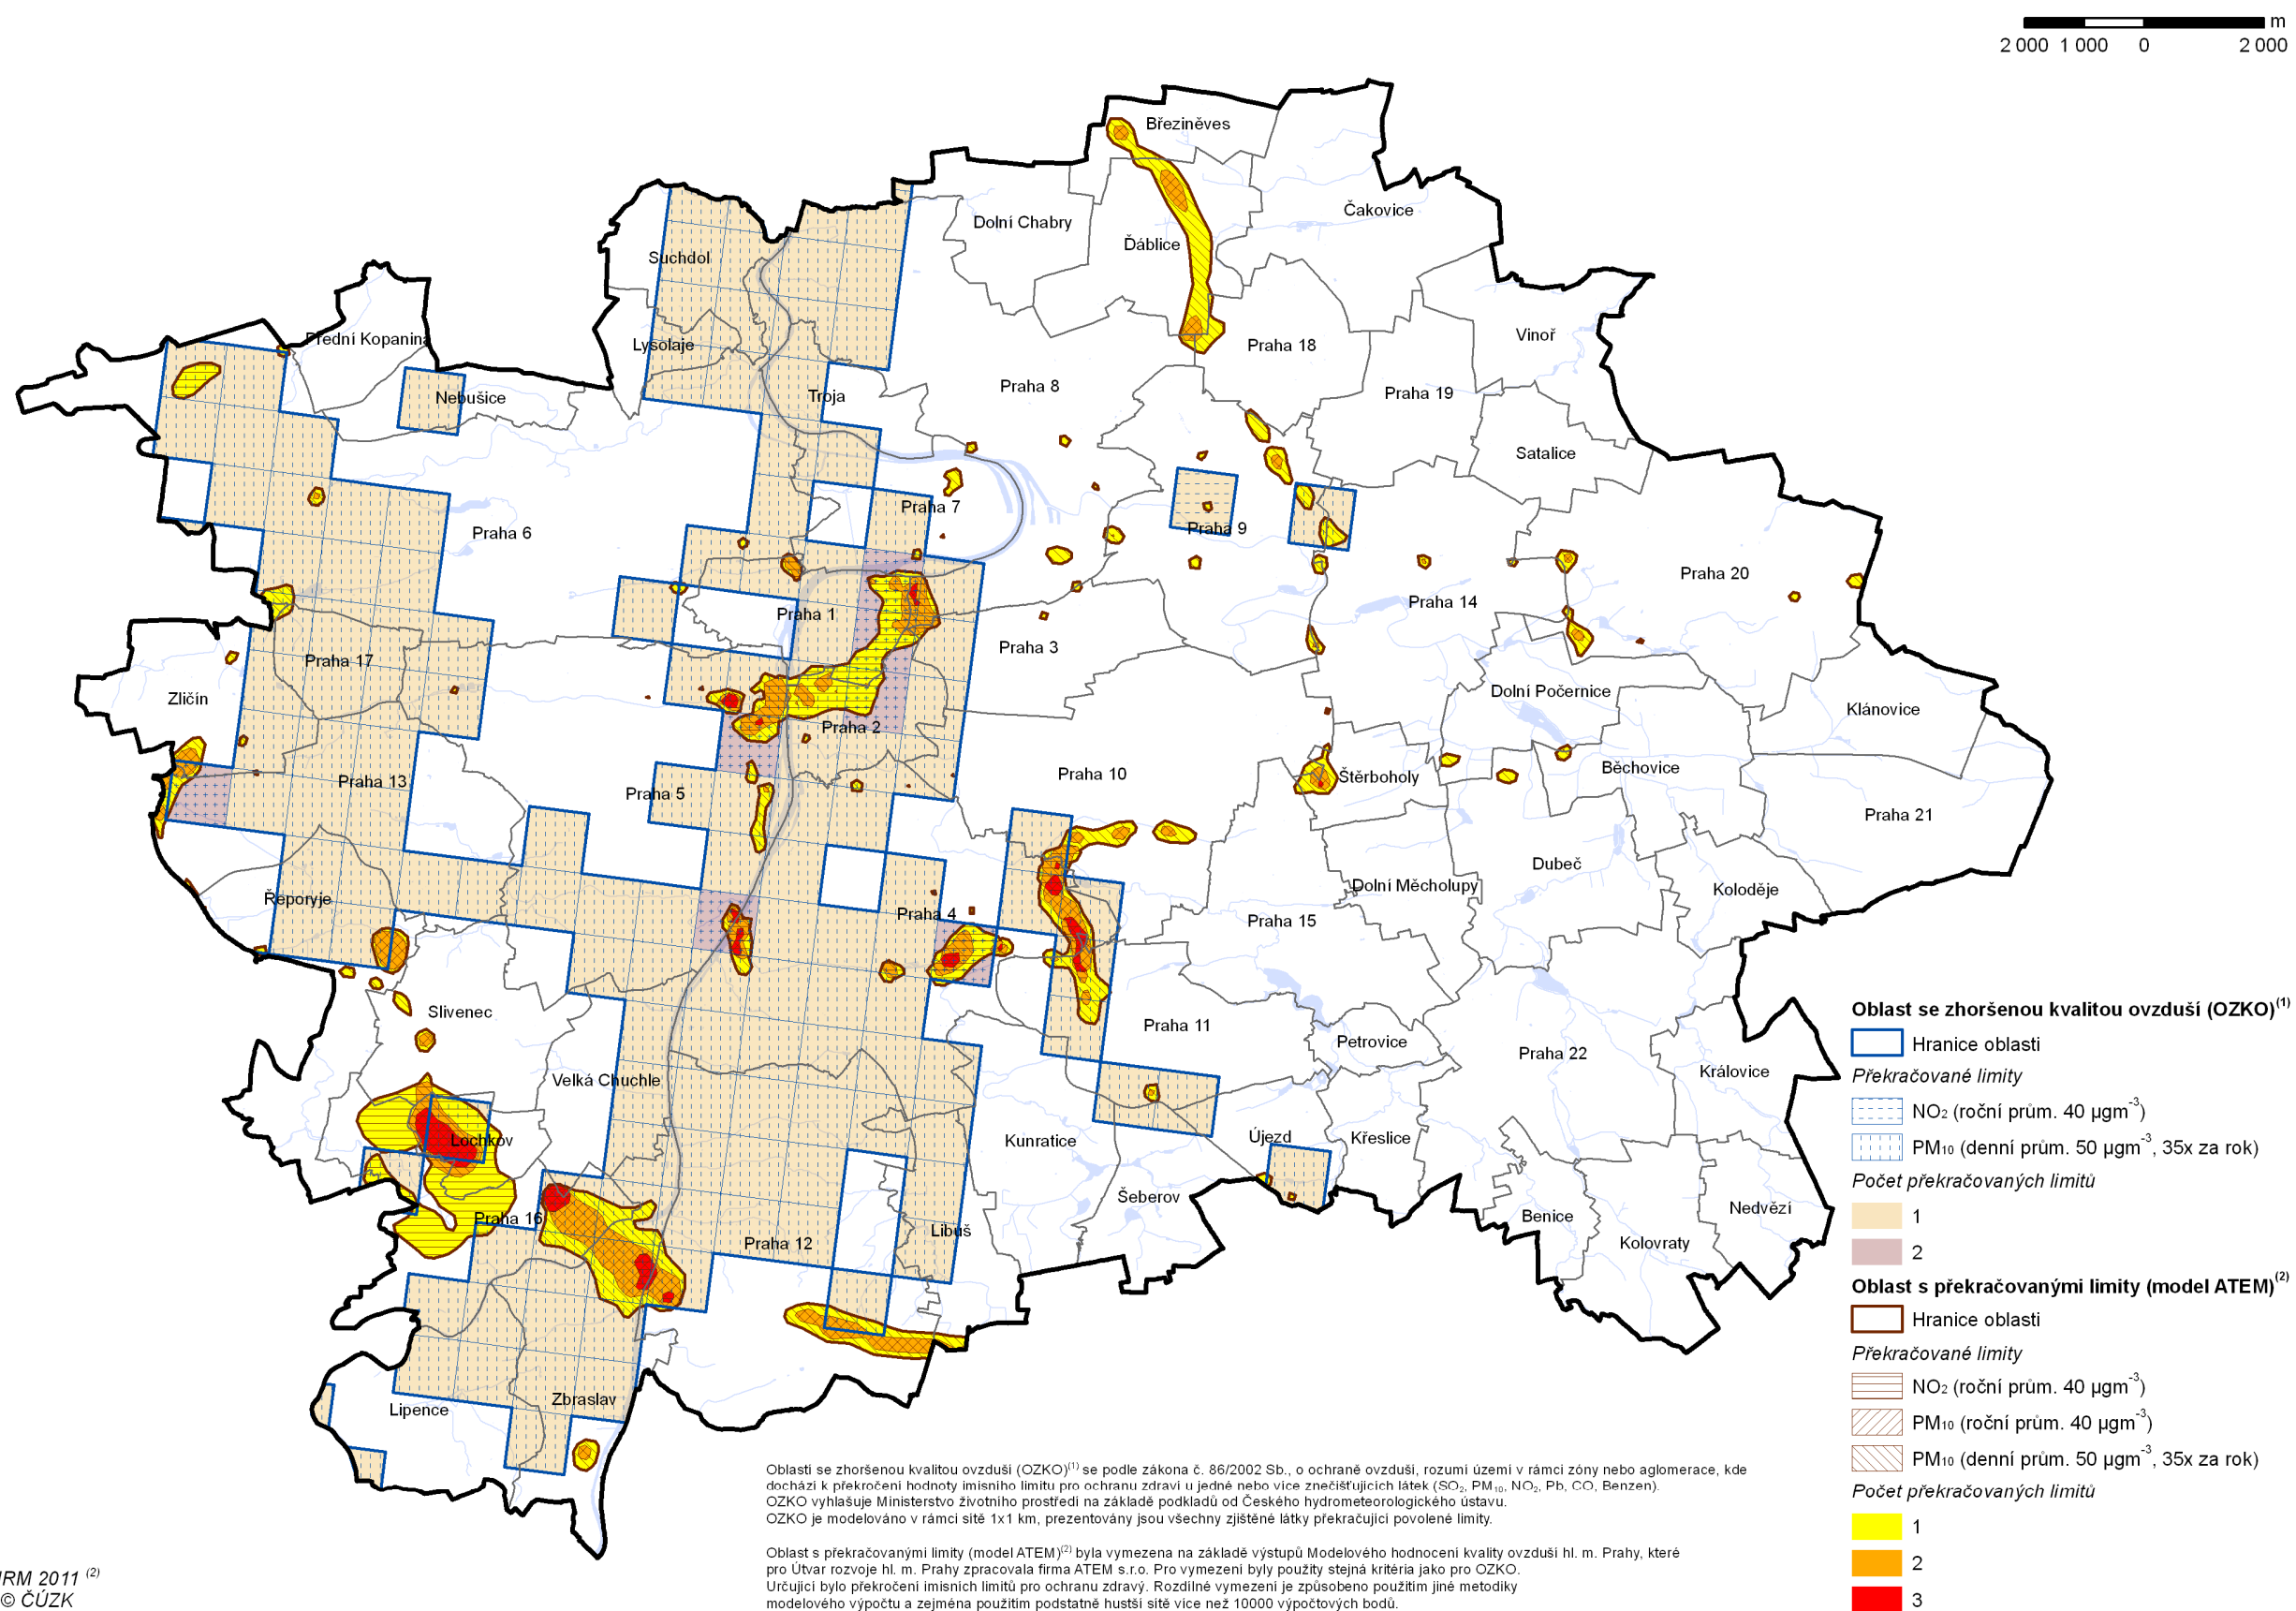 m
2 000 1 000 0 2 000
Březiněves
Čakovice
Dolní Chabry
Ďáblice
Suchdol
Přední Kopanina
Lysolaje
Vinoř
Praha 18
Nebušice
Troja
Praha 8
Praha 19
Satalice
Praha 7
Praha 9
Praha 6
Praha 20
Praha 14
Praha 1
Praha 3
Praha 17
Zličín
Dolní Počernice
Klánovice
Praha 2
Praha 10
Štěrboholy
Běchovice
Praha 13
Praha 5
Praha 21
Dubeč
Dolní Měcholupy
Koloděje
Řeporyje
Praha 4
Praha 15
Slivenec
Praha 11
Petrovice
Praha 22
Královice
Velká Chuchle
Lochkov
Kunratice
Újezd
Křeslice
Šeberov
Nedvězí
Benice
Praha 16
Libuš
Praha 12
Kolovraty
Zbraslav
Lipence
Oblast se zhoršenou kvalitou ovzduší (OZKO)(1)
Hranice oblasti
Překračované limity
NO2 (roční prům. 40 µgm-3)
PM10 (denní prům. 50 µgm-3, 35x za rok)
Počet překračovaných limitů
1
2
Oblast s překračovanými limity (model ATEM)(2)
Hranice oblasti
Překračované limity
NO2 (roční prům. 40 µgm-3)
PM10 (roční prům. 40 µgm-3)
PM10 (denní prům. 50 µgm-3, 35x za rok)
Počet překračovaných limitů
1
2
3
Oblastí se zhoršenou kvalitou ovzduší (OZKO)(1) se podle zákona č. 86/2002 Sb., o ochraně ovzduší, rozumí území v rámci zóny nebo aglomerace, kde
dochází k překročení hodnoty imisního limitu pro ochranu zdraví u jedné nebo více znečišťujících látek (SO2, PM10, NO2, Pb, CO, Benzen).
OZKO vyhlašuje Ministerstvo životního prostředí na základě podkladů od Českého hydrometeorologického ústavu.
OZKO je modelováno v rámci sítě 1x1 km, prezentovány jsou všechny zjištěné látky překračující povolené limity.
Oblast s překračovanými limity (model ATEM)(2) byla vymezena na základě výstupů Modelového hodnocení kvality ovzduší hl. m. Prahy, které
pro Útvar rozvoje hl. m. Prahy zpracovala firma ATEM s.r.o. Pro vymezení byly použity stejná kritéria jako pro OZKO.
Určující bylo překročení imisních limitů pro ochranu zdravý. Rozdílné vymezení je způsobeno použitím jiné metodiky
modelového výpočtu a zejména použitím podstatně hustší sítě více než 10000 výpočtových bodů.
RM 2011 (2)
© ČÚZK